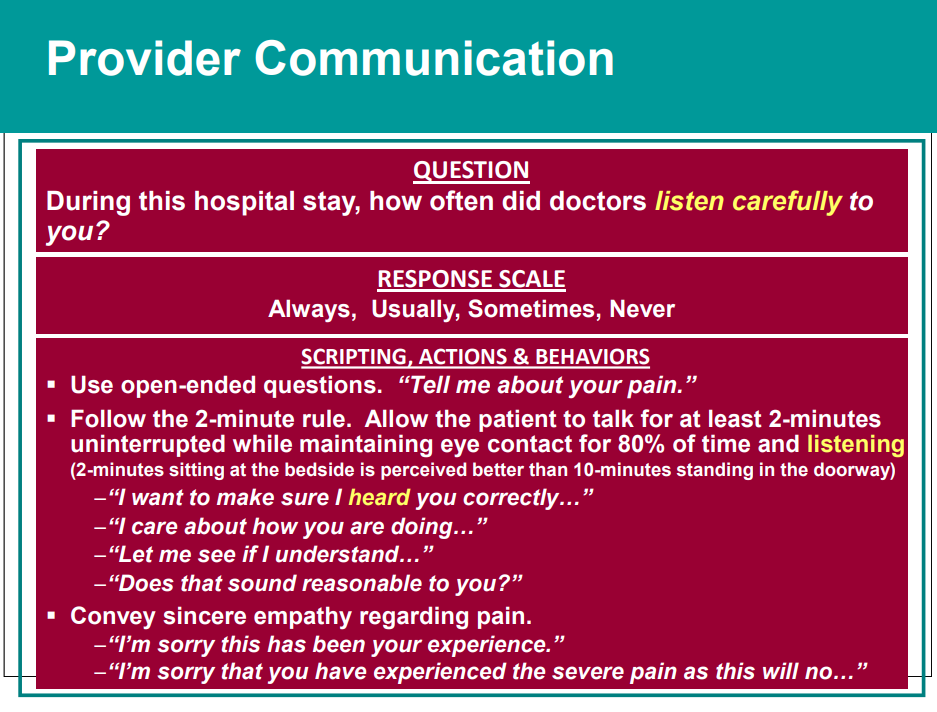 Provider Communication
QUESTION
During this hospital stay, how often did doctors listen carefully to
you?
RESPONSE SCALE
Always,  Usually, Sometimes, Never
SCRIPTING, ACTIONS & BEHAVIORS
▪ Use open-ended questions.  “Tell me about your pain.”
▪ Follow the 2-minute rule.  Allow the patient to talk for at least 2-minutes
uninterrupted while maintaining eye contact for 80% of time and listening
(2-minutes sitting at the bedside is perceived better than 10-minutes standing in the doorway)
–“I want to make sure I heard you correctly…”
–“I care about how you are doing…”
–“Let me see if I understand…”
–“Does that sound reasonable to you?”
▪ Convey sincere empathy regarding pain.
–“I’m sorry this has been your experience.”
–“I’m sorry that you have experienced the severe pain as this will no…”